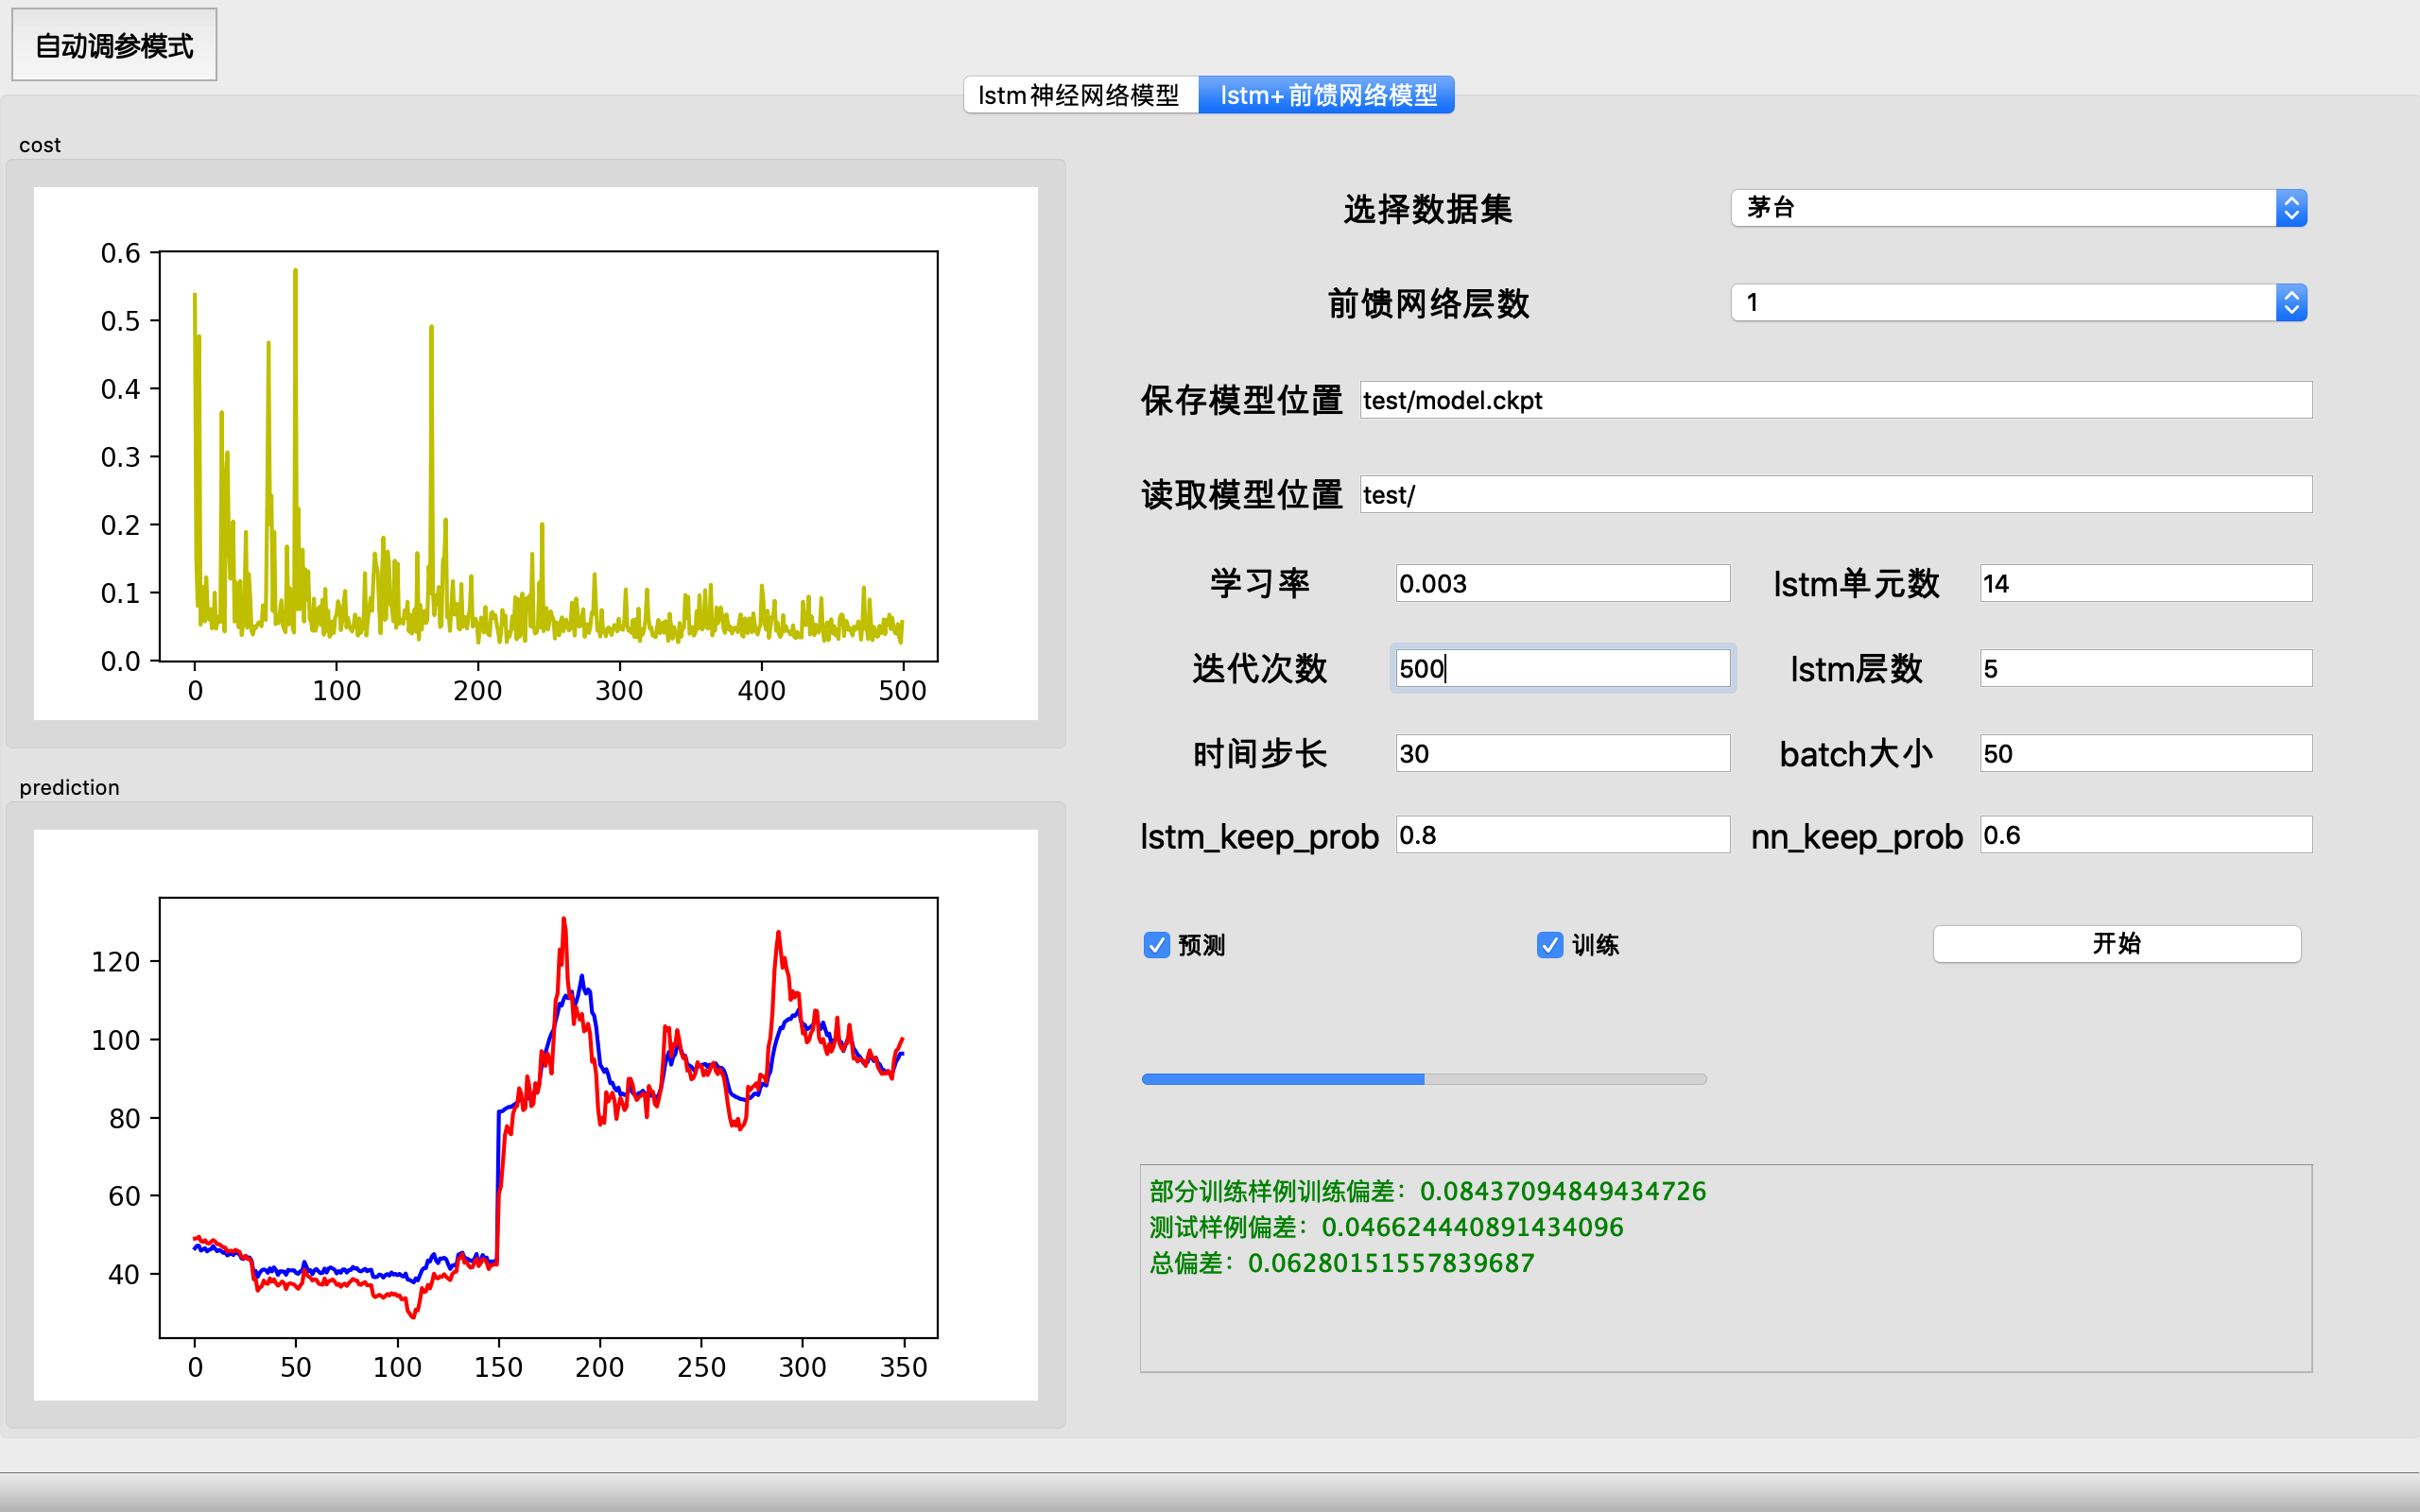 自动调参模式
lstm神经网络模型 lstm+前馈网络模型
cost
0.6
0.5
0.4
0.3
0.2
0.1
0.0
0 100 200 300 400 500
prediction
120
100
80
60
40
0 50 100 150 200 250 300 350
选择数据集 茅台
前馈网络层数 1
保存模型位置 test/model.ckpt
读取模型位置 test/
学习率 0.003 lstm单元数 14
迭代次数 500 lstm层数 5
时间步长 30 batch大小 50
lstm_keep_prob 0.8 nn_keep_prob 0.6
预测 训练 开始
部分训练样例训练偏差：0.08437094849434726
测试样例偏差：0.046624440891434096
总偏差：0.06280151557839687